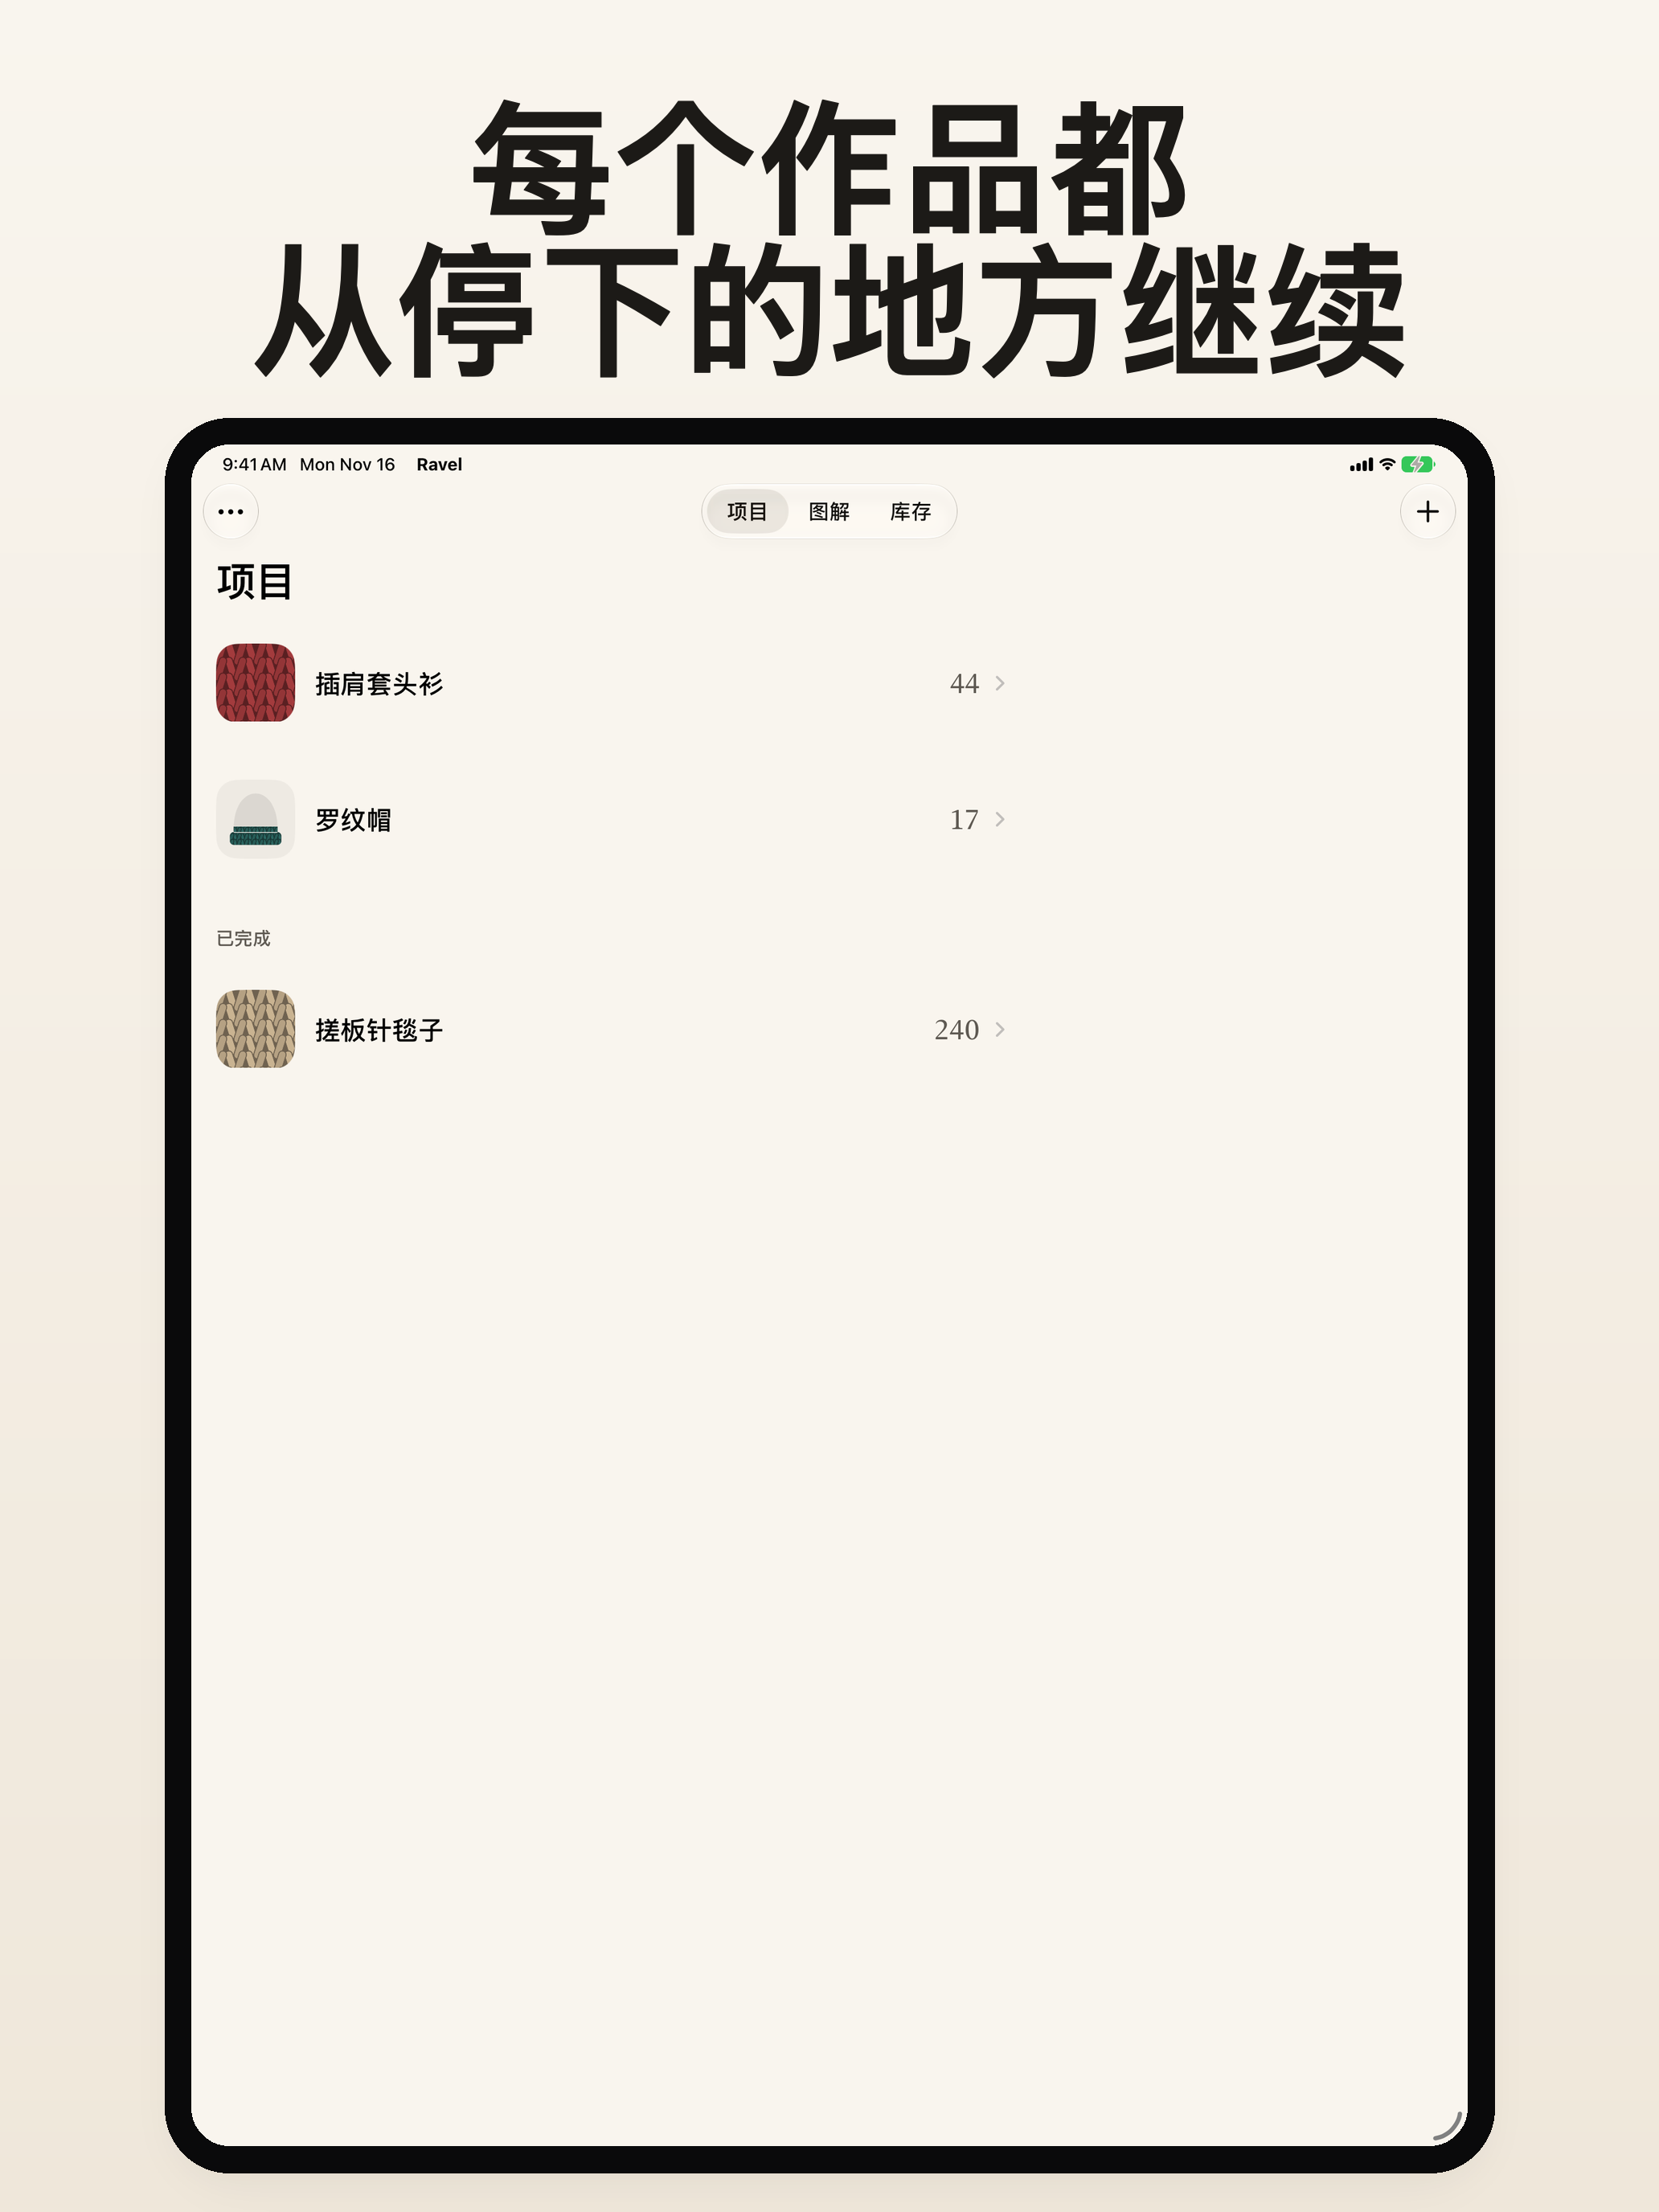 每个作品都
从停下的地方继续
9:41 AM Mon Nov 16 Ravel
项目 图解 库存
项目
插肩套头衫 44
罗纹帽 17
已完成
搓板针毯子 240